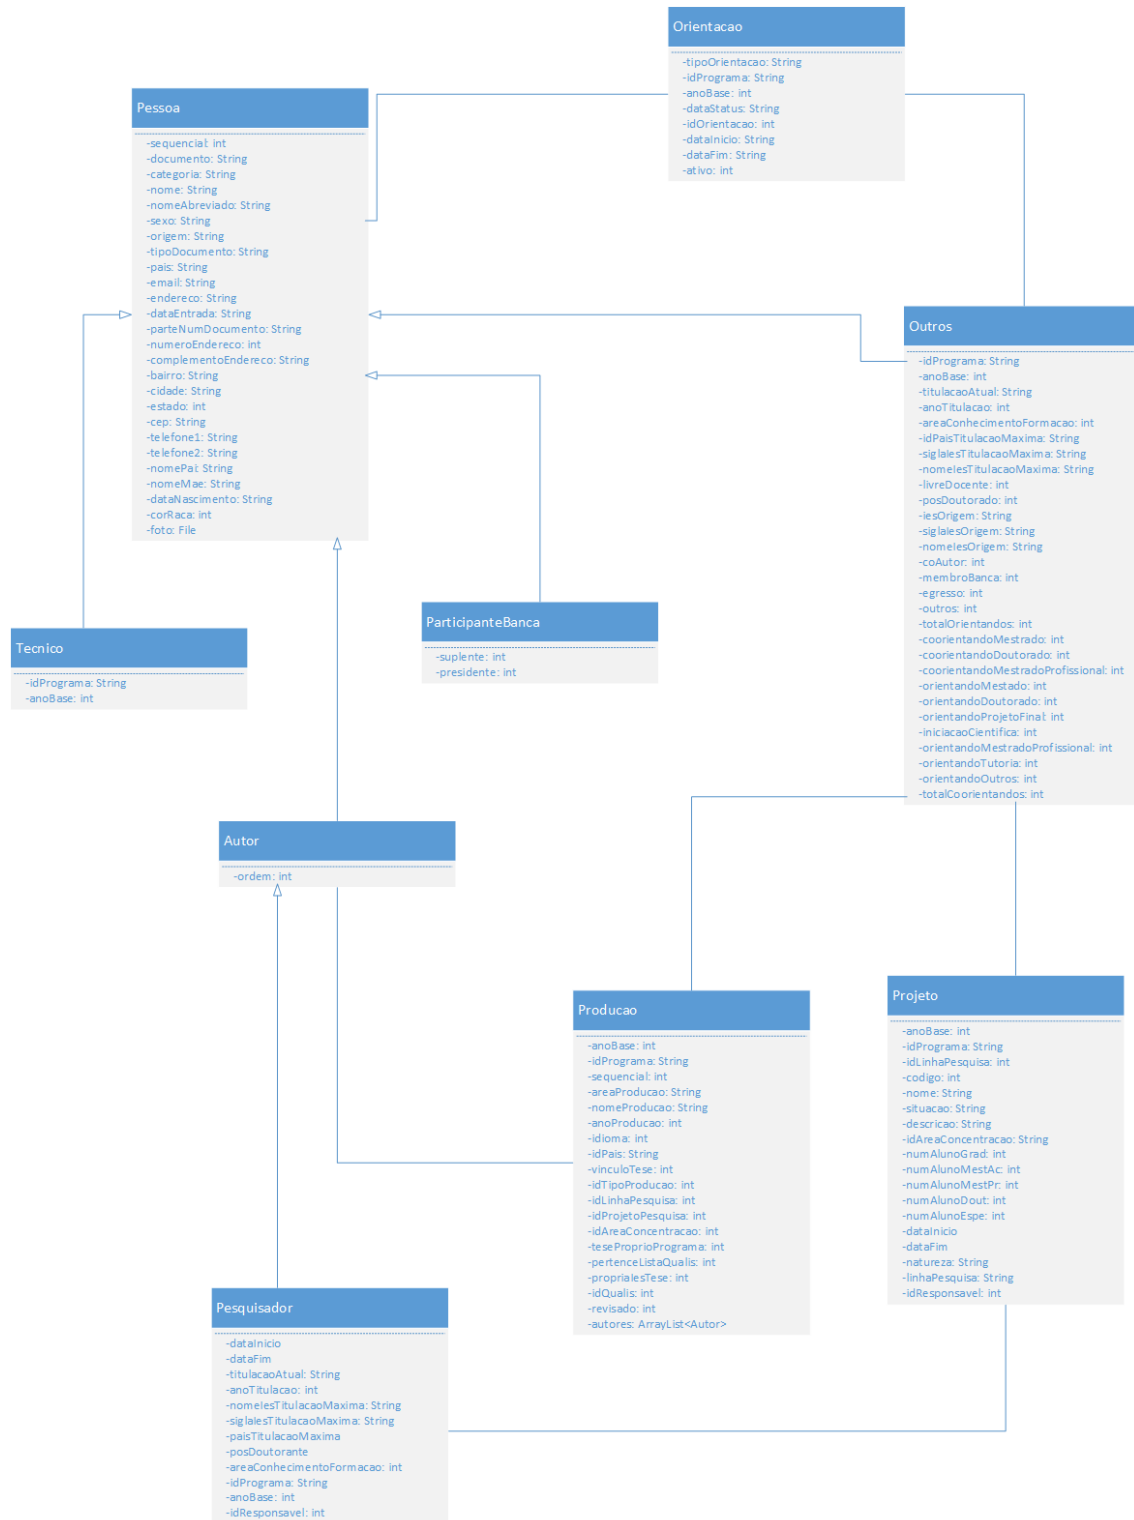 Orientacao
-tipoOrientacao: String
-idPrograma: String
-anoBase: int
-dataStatus: String
-idOrientacao: int
-dataInicio: String
-dataFim: String
-ativo: int
Pessoa
-sequencial: int
-documento: String
-categoria: String
-nome: String
-nomeAbreviado: String
-sexo: String
-origem: String
-tipoDocumento: String
-pais: String
-email: String
-endereco: String
-dataEntrada: String
-parteNumDocumento: String
-numeroEndereco: int
-complementoEndereco: String
-bairro: String
-cidade: String
-estado: int
-cep: String
-telefone1: String
-telefone2: String
-nomePai: String
-nomeMae: String
-dataNascimento: String
-corRaca: int
-foto: File
Outros
-idPrograma: String
-anoBase: int
-titulacaoAtual: String
-anoTitulacao: int
-areaConhecimentoFormacao: int
-idPaisTitulacaoMaxima: String
-siglaIesTitulacaoMaxima: String
-nomeIesTitulacaoMaxima: String
-livreDocente: int
-posDoutorado: int
-iesOrigem: String
-siglaIesOrigem: String
-nomeIesOrigem: String
-coAutor: int
-membroBanca: int
-egresso: int
-outros: int
-totalOrientandos: int
-coorientandoMestrado: int
-coorientandoDoutorado: int
-coorientandoMestradoProfissional: int
-orientandoMestado: int
-orientandoDoutorado: int
-orientandoProjetoFinal: int
-iniciacaoCientifica: int
-orientandoMestradoProfissional: int
-orientandoTutoria: int
-orientandoOutros: int
-totalCoorientandos: int
Tecnico
-idPrograma: String
-anoBase: int
ParticipanteBanca
-suplente: int
-presidente: int
Autor
-ordem: int
Producao
-anoBase: int
-idPrograma: String
-sequencial: int
-areaProducao: String
-nomeProducao: String
-anoProducao: int
-idioma: int
-idPais: String
-vinculoTese: int
-idTipoProducao: int
-idLinhaPesquisa: int
-idProjetoPesquisa: int
-idAreaConcentracao: int
-teseProprioPrograma: int
-pertenceListaQualis: int
-propriaIesTese: int
-idQualis: int
-revisado: int
-autores: ArrayList<Autor>
Projeto
-anoBase: int
-idPrograma: String
-idLinhaPesquisa: int
-codigo: int
-nome: String
-situacao: String
-descricao: String
-idAreaConcentracao: String
-numAlunoGrad: int
-numAlunoMestAc: int
-numAlunoMestPr: int
-numAlunoDout: int
-numAlunoEspe: int
-dataInicio
-dataFim
-natureza: String
-linhaPesquisa: String
-idResponsavel: int
Pesquisador
-dataInicio
-dataFim
-titulacaoAtual: String
-anoTitulacao: int
-nomeIesTitulacaoMaxima: String
-siglaIesTitulacaoMaxima: String
-paisTitulacaoMaxima
-posDoutorante
-areaConhecimentoFormacao: int
-idPrograma: String
-anoBase: int
-idResponsavel: int